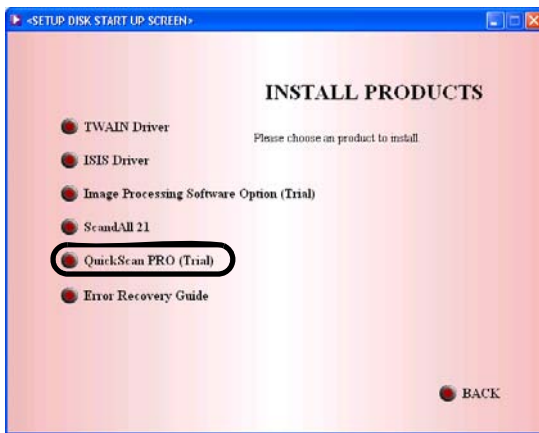 <SETUP DISK START UP SCREEN>
INSTALL PRODUCTS
TWAIN Driver
Please choose an product to install.
ISIS Driver
Image Processing Software Option (Trial)
ScandAll 21
QuickScan PRO (Trial)
Error Recovery Guide
BACK